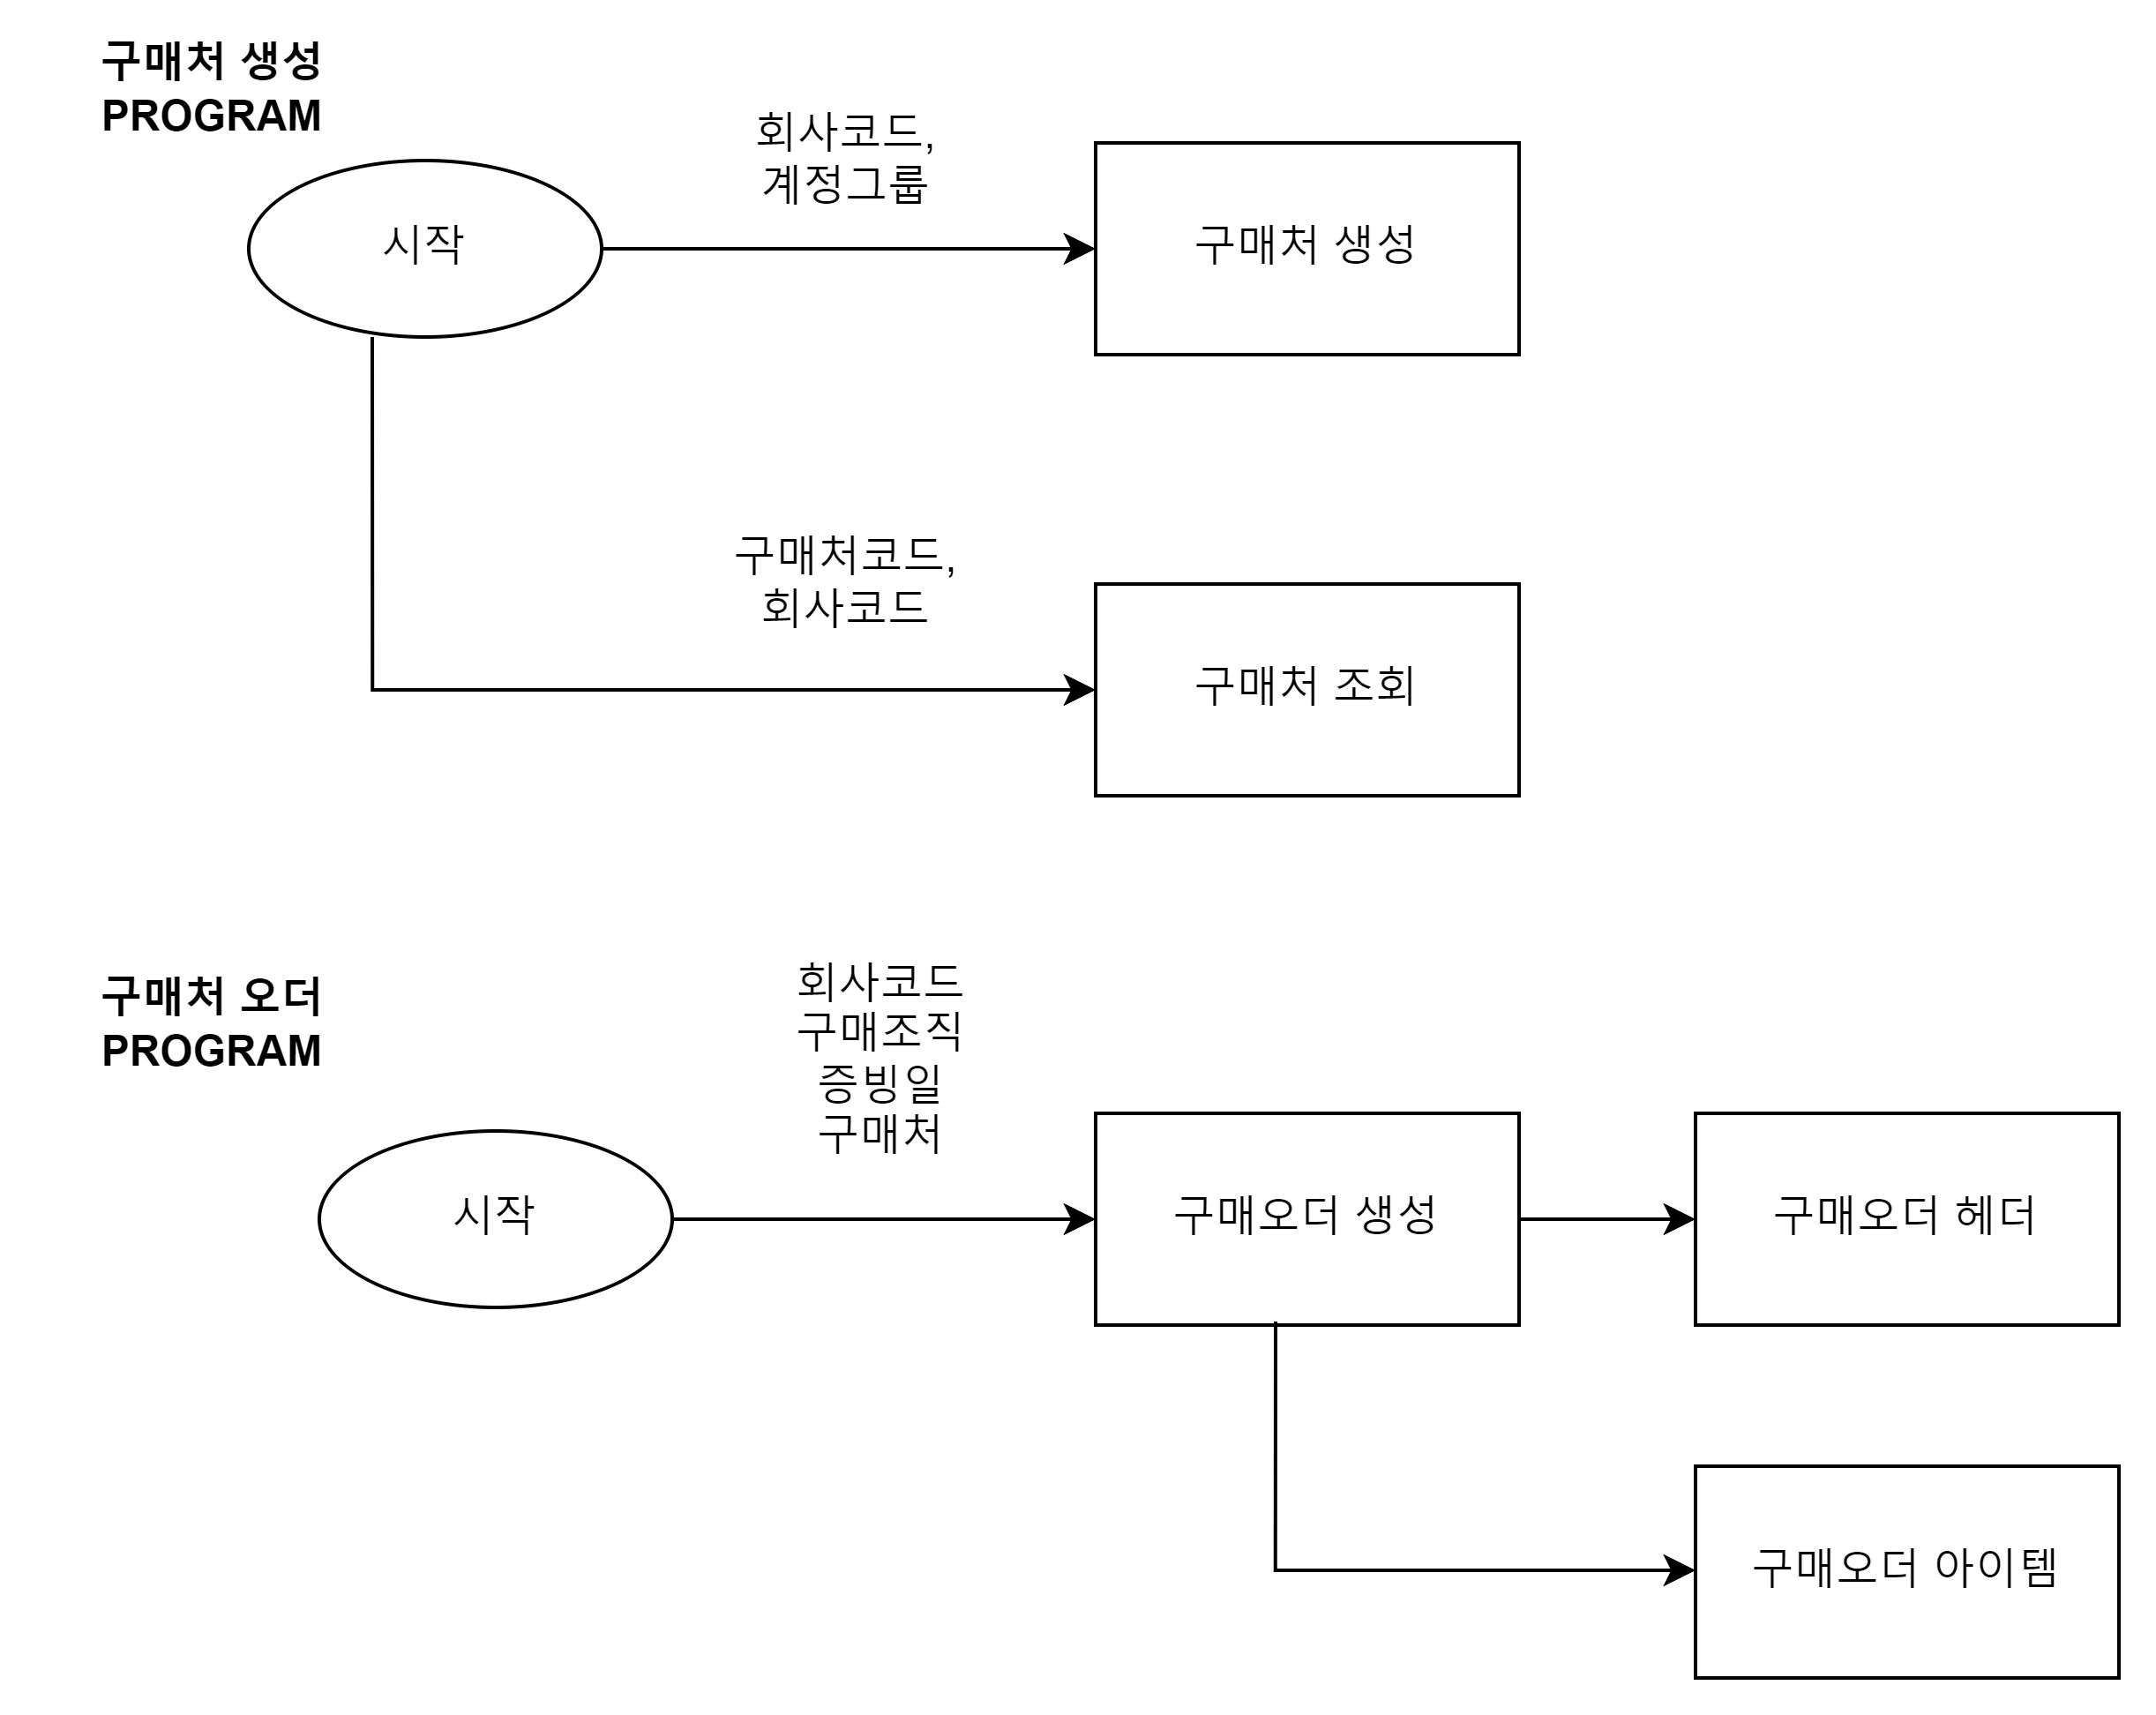 구매처 생성
PROGRAM
회사코드,
계정그룹
시작
구매처 생성
구매처코드,
회사코드
구매처 조회
구매처 오더
PROGRAM
회사코드
구매조직
증빙일
구매처
시작
구매오더 생성
구매오더 헤더
구매오더 아이템